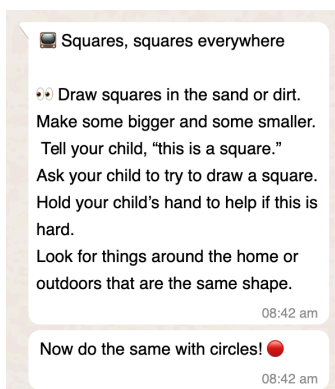 📺 Squares, squares everywhere
👀 Draw squares in the sand or dirt.
Make some bigger and some smaller.
Tell your child, “this is a square.”
Ask your child to try to draw a square.
Hold your child’s hand to help if this is
hard.
Look for things around the home or
outdoors that are the same shape.
08:42 am
Now do the same with circles! 🔴
08:42 am